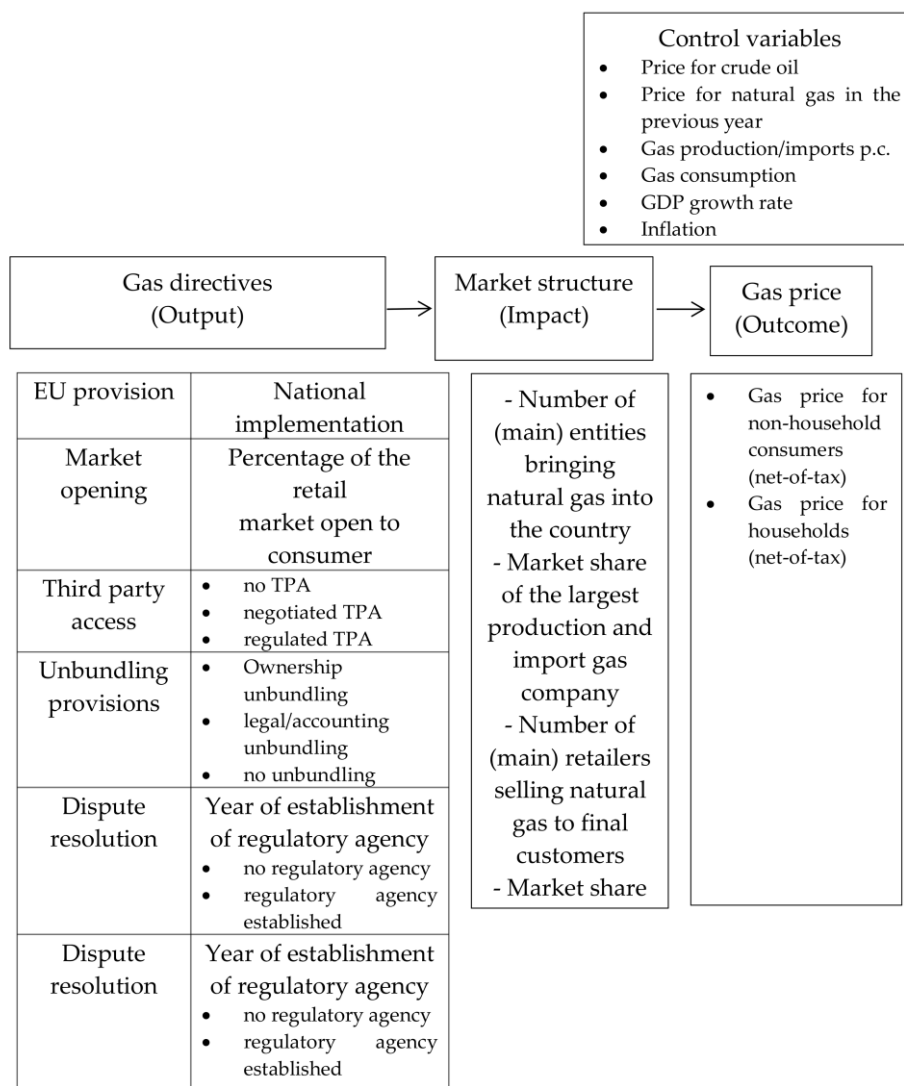 Control variables
• Price for crude oil
• Price for natural gas in the
previous year
• Gas production/imports p.c.
• Gas consumption
• GDP growth rate
• Inflation
Gas directives
(Output)
Market structure
(Impact)
Gas price
(Outcome)
EU provision
National
implementation
Market
opening
Percentage of the
retail
market open to
consumer
Third party
access
• no TPA
• negotiated TPA
• regulated TPA
Unbundling
provisions
• Ownership
unbundling
• legal/accounting
unbundling
• no unbundling
Dispute
resolution
Year of establishment
of regulatory agency
• no regulatory agency
• regulatory agency
established
Dispute
resolution
Year of establishment
of regulatory agency
• no regulatory agency
• regulatory agency
established
- Number of
(main) entities
bringing
natural gas into
the country
- Market share
of the largest
production and
import gas
company
- Number of
(main) retailers
selling natural
gas to final
customers
- Market share
• Gas price for
non-household
consumers
(net-of-tax)
• Gas price for
households
(net-of-tax)